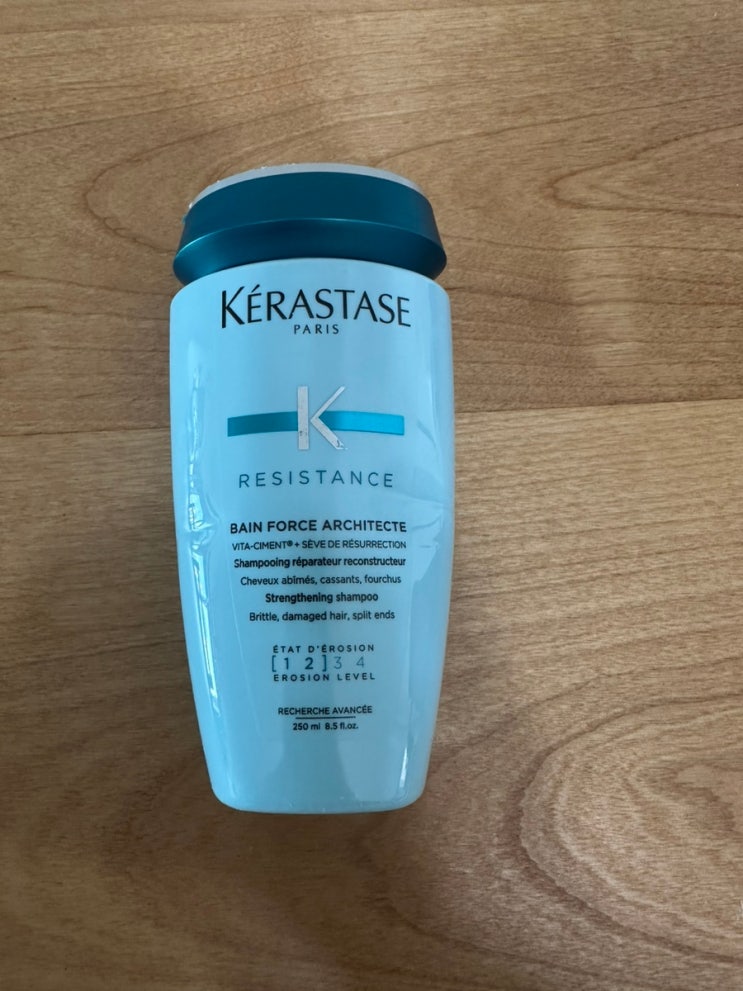 KÉRASTASE
PARIS
K
RESISTANCE
BAIN FORCE ARCHITECTE
VITA-CIMENT®+ SÈVE DE RÉSURRECTION
Shampooing réparateur reconstructeur
Cheveux abîmés, cassants, fourchus
Strengthening shampoo
Brittle, damaged hair, split ends
ÉTAT D'ÉROSION
[1 2]3 4
EROSION LEVEL
RECHERCHE AVANCÉE
250 ml 8.5 fl.oz.